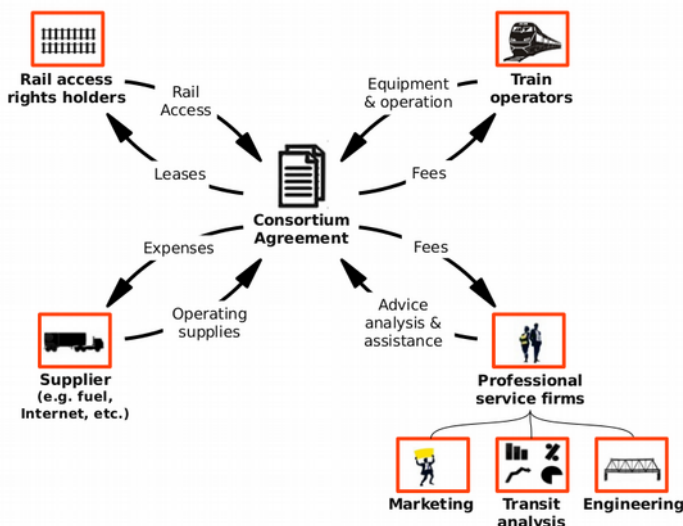 Rail access
rights holders
Rail
Access
Equipment
& operation
Train
operators
Leases
Fees
Consortium
Agreement
Expenses
Fees
Operating
supplies
Advice
analysis &
assistance
Supplier
(e.g. fuel,
Internet, etc.)
Professional
service firms
%
Marketing
Transit
analysis
Engineering